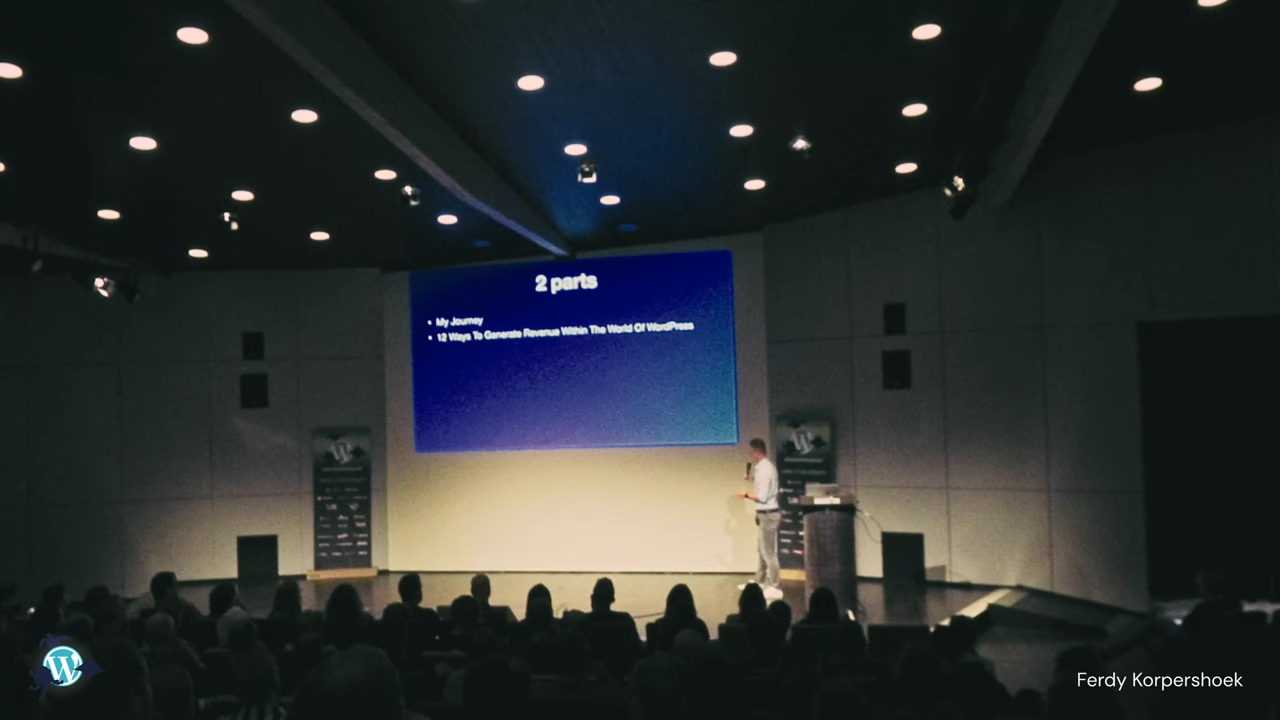 2 parts
• My Journey
• 12 Ways To Generate Revenue Within The World Of WordPress
Ferdy Korpershoek